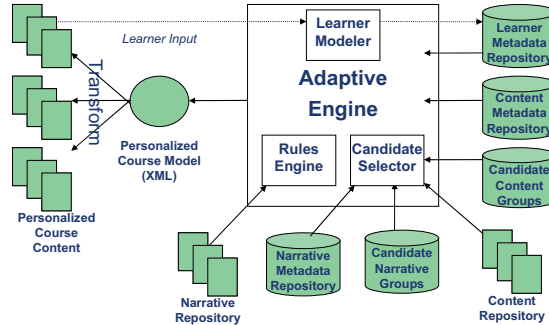 Learner Input
Learner
Modeler
Learner
Metadata
Repository
Transform
Adaptive
Engine
Content
Metadata
Repository
Personalized
Course Model
(XML)
Rules
Engine
Candidate
Selector
Candidate
Content
Groups
Personalized
Course
Content
Narrative
Repository
Narrative
Metadata
Repository
Candidate
Narrative
Groups
Content
Repository